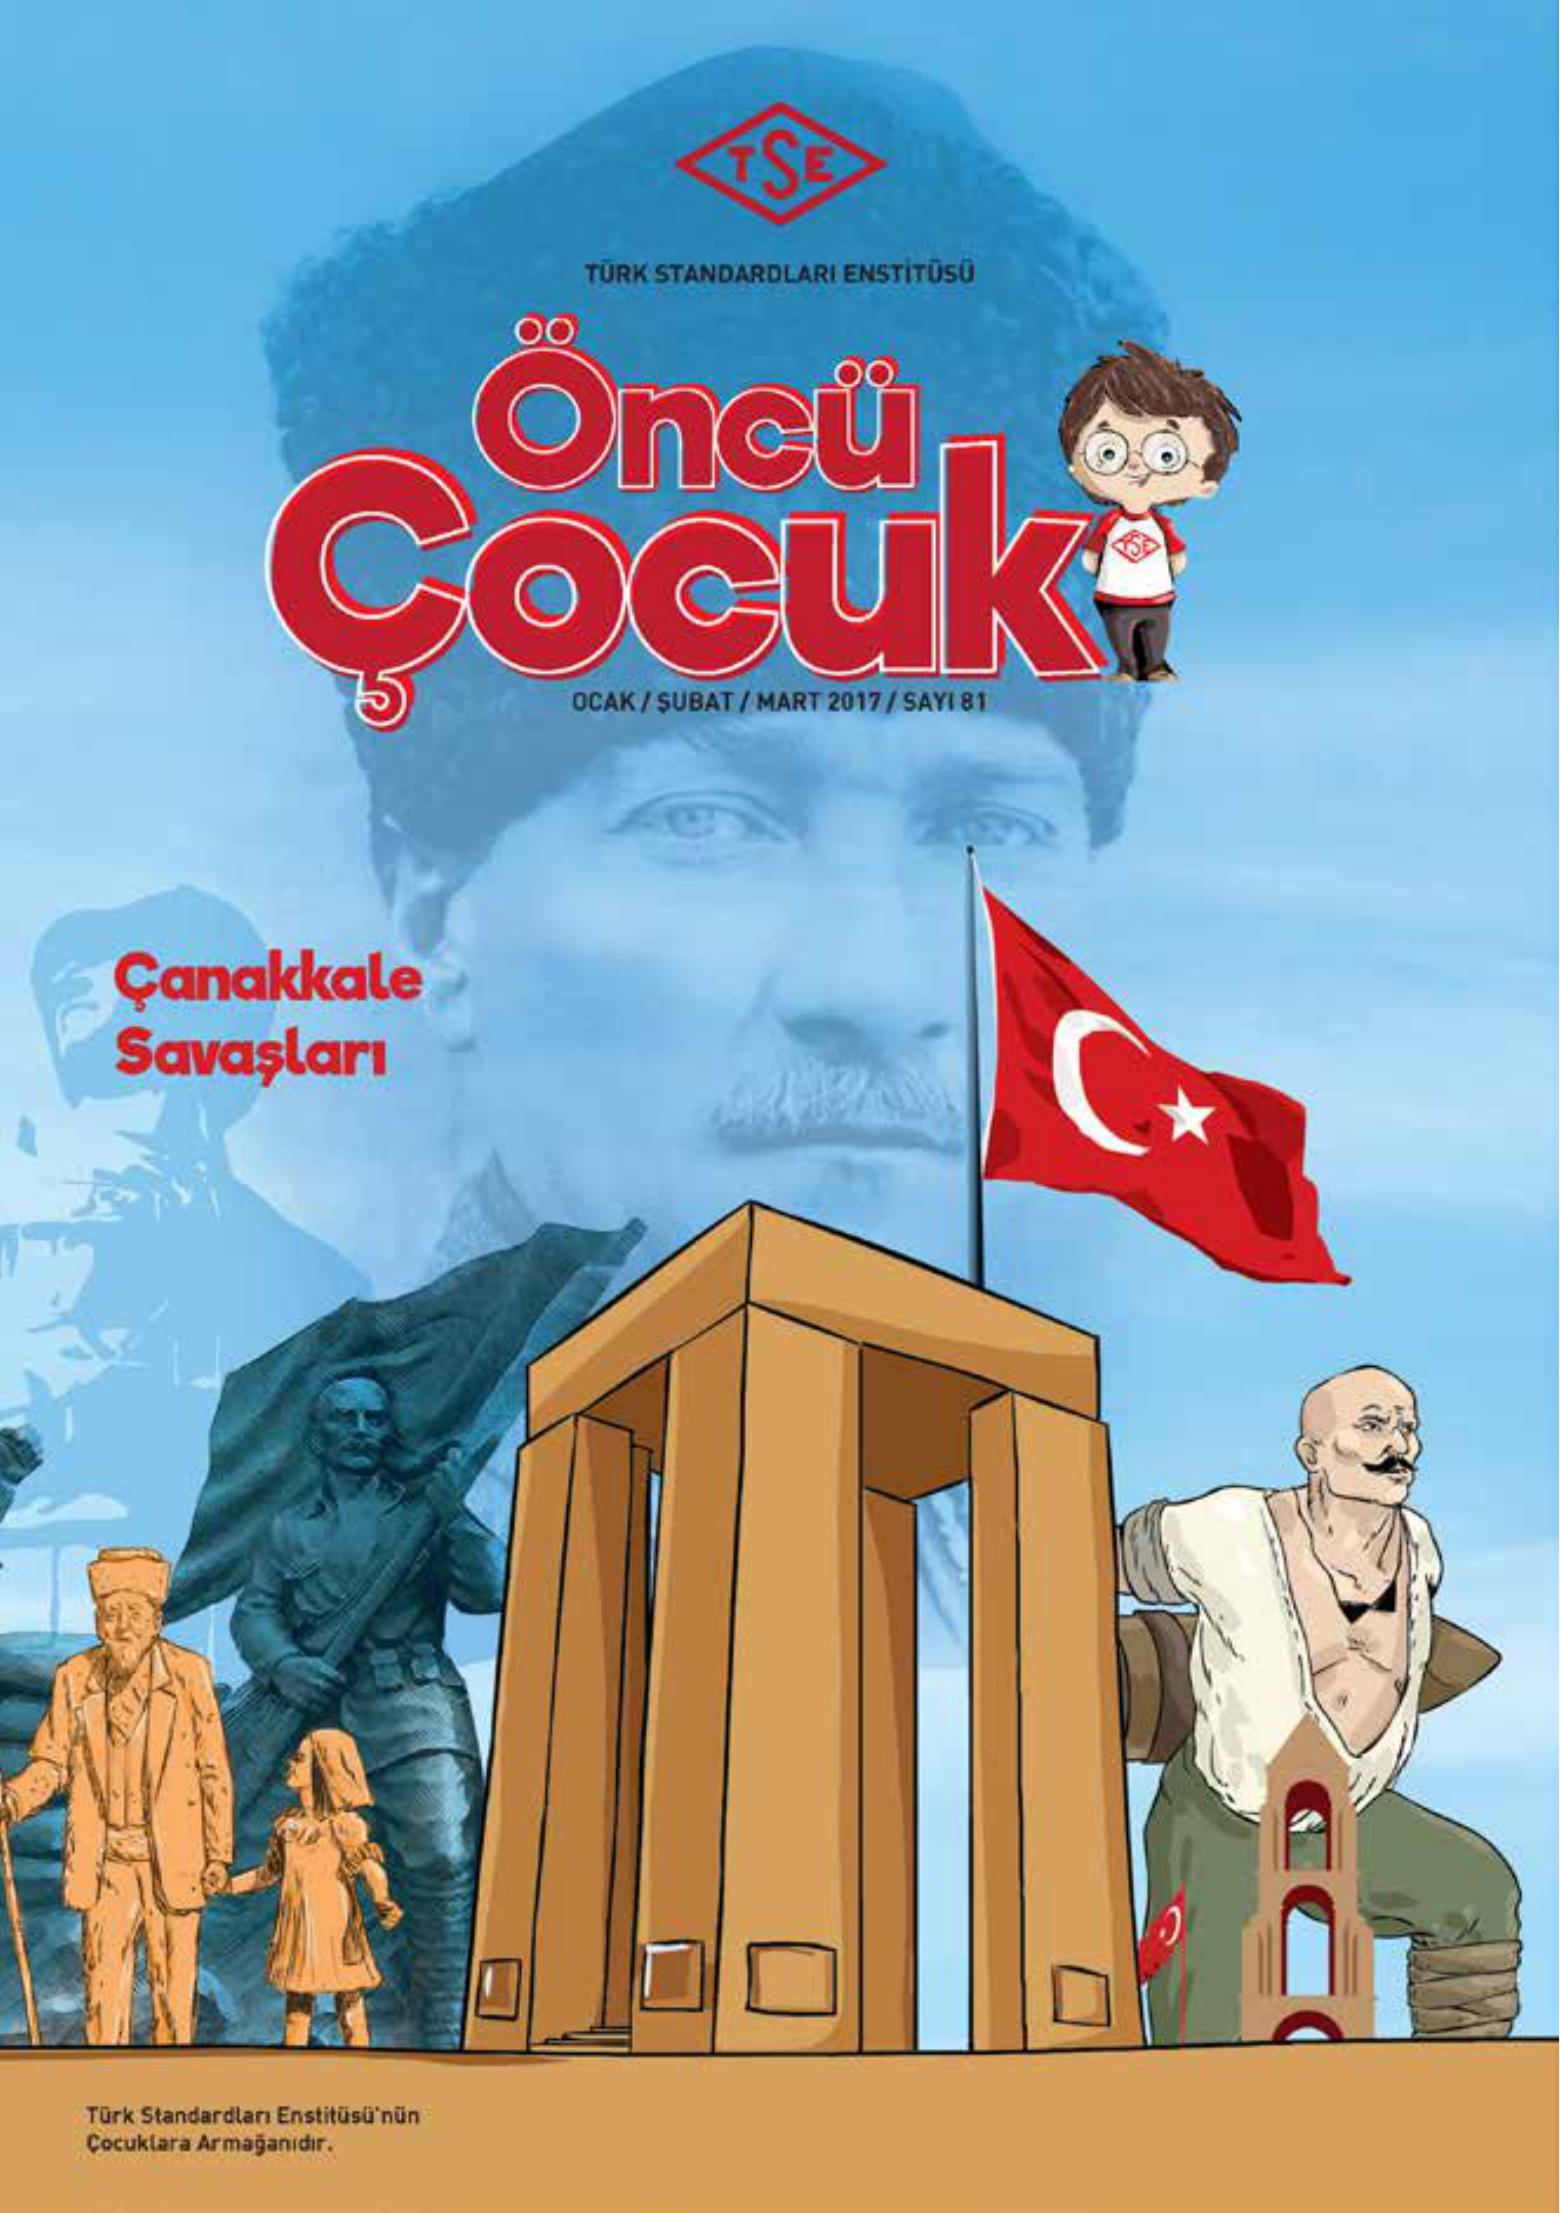 TSE
TÜRK STANDARDLARI ENSTİTÜSÜ
Öncü
Çocuk
TSE
OCAK / ŞUBAT / MART 2017 / SAYI 81
Çanakkale
Savaşları
Türk Standardları Enstitüsü'nün
Çocuklara Armağanıdır.